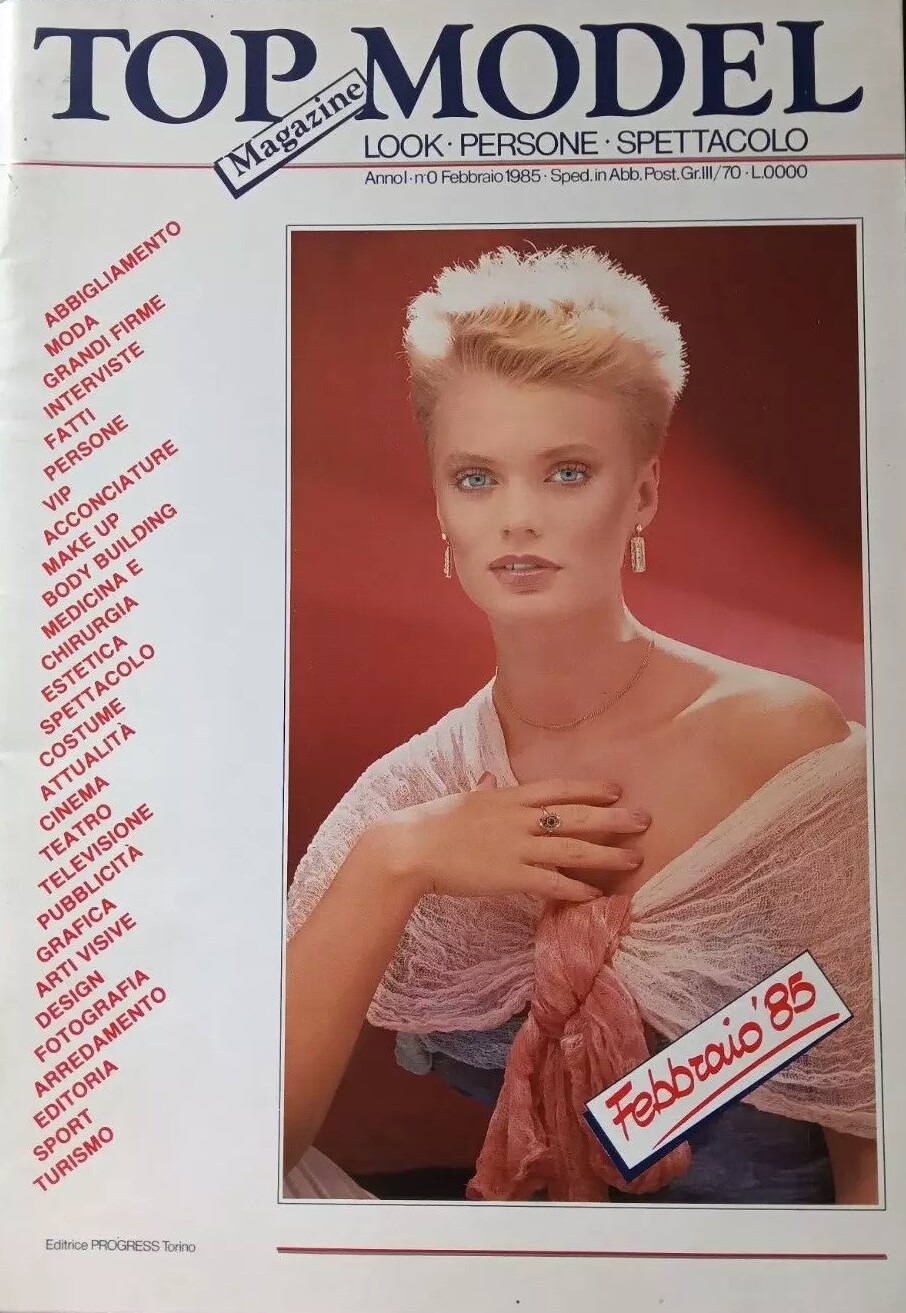 TOP MODEL
Magazine
LOOK · PERSONE · SPETTACOLO
Anno I · n°0 Febbraio 1985 · Sped. in Abb. Post. Gr. III/70 · L. 0000
ABBIGLIAMENTO
MODA
GRANDI FIRME
INTERVISTE
FATTI
PERSONE
VIP
ACCONCIATURE
MAKE UP
BODY BUILDING
MEDICINA E
CHIRURGIA
ESTETICA
SPETTACOLO
COSTUME
ATTUALITÀ
CINEMA
TEATRO
TELEVISIONE
PUBBLICITÀ
GRAFICA
ARTI VISIVE
DESIGN
FOTOGRAFIA
ARREDAMENTO
EDITORIA
SPORT
TURISMO
Febbraio '85
Editrice PROGRESS Torino